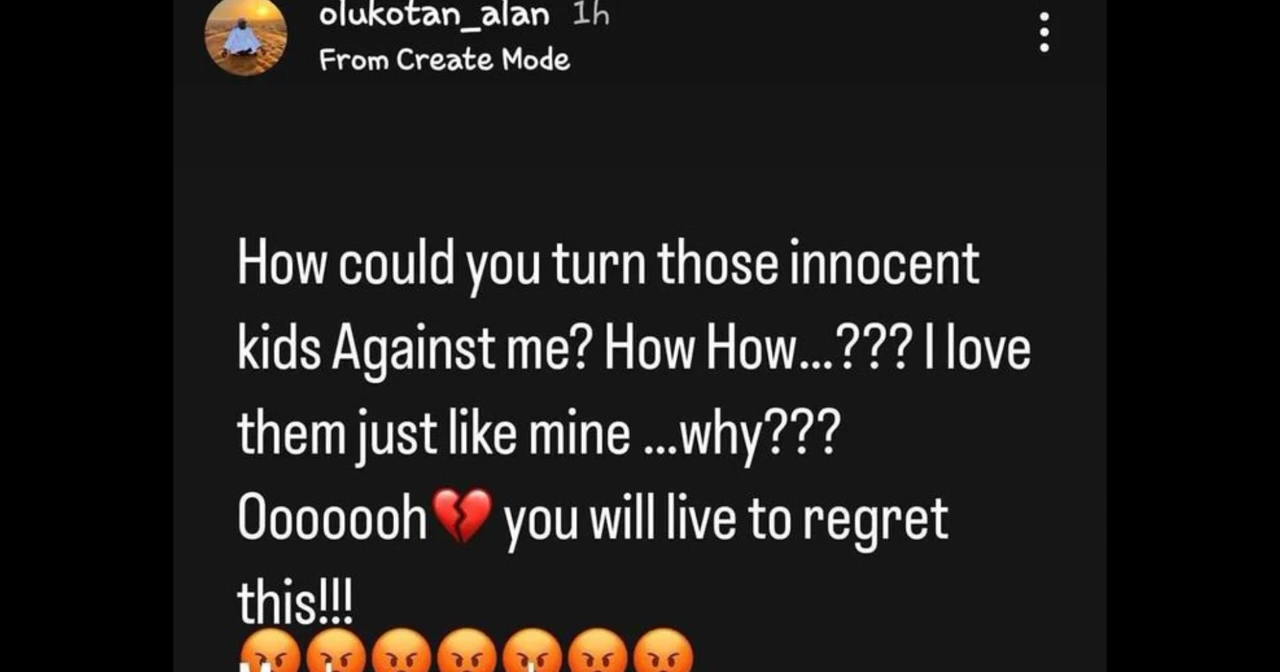 olukotan_alan 1h
From Create Mode
How could you turn those innocent
kids Against me? How How...??? I love
them just like mine ...why???
Ooooooh💔 you will live to regret
this!!!
😡😡😡😡😡😡😡